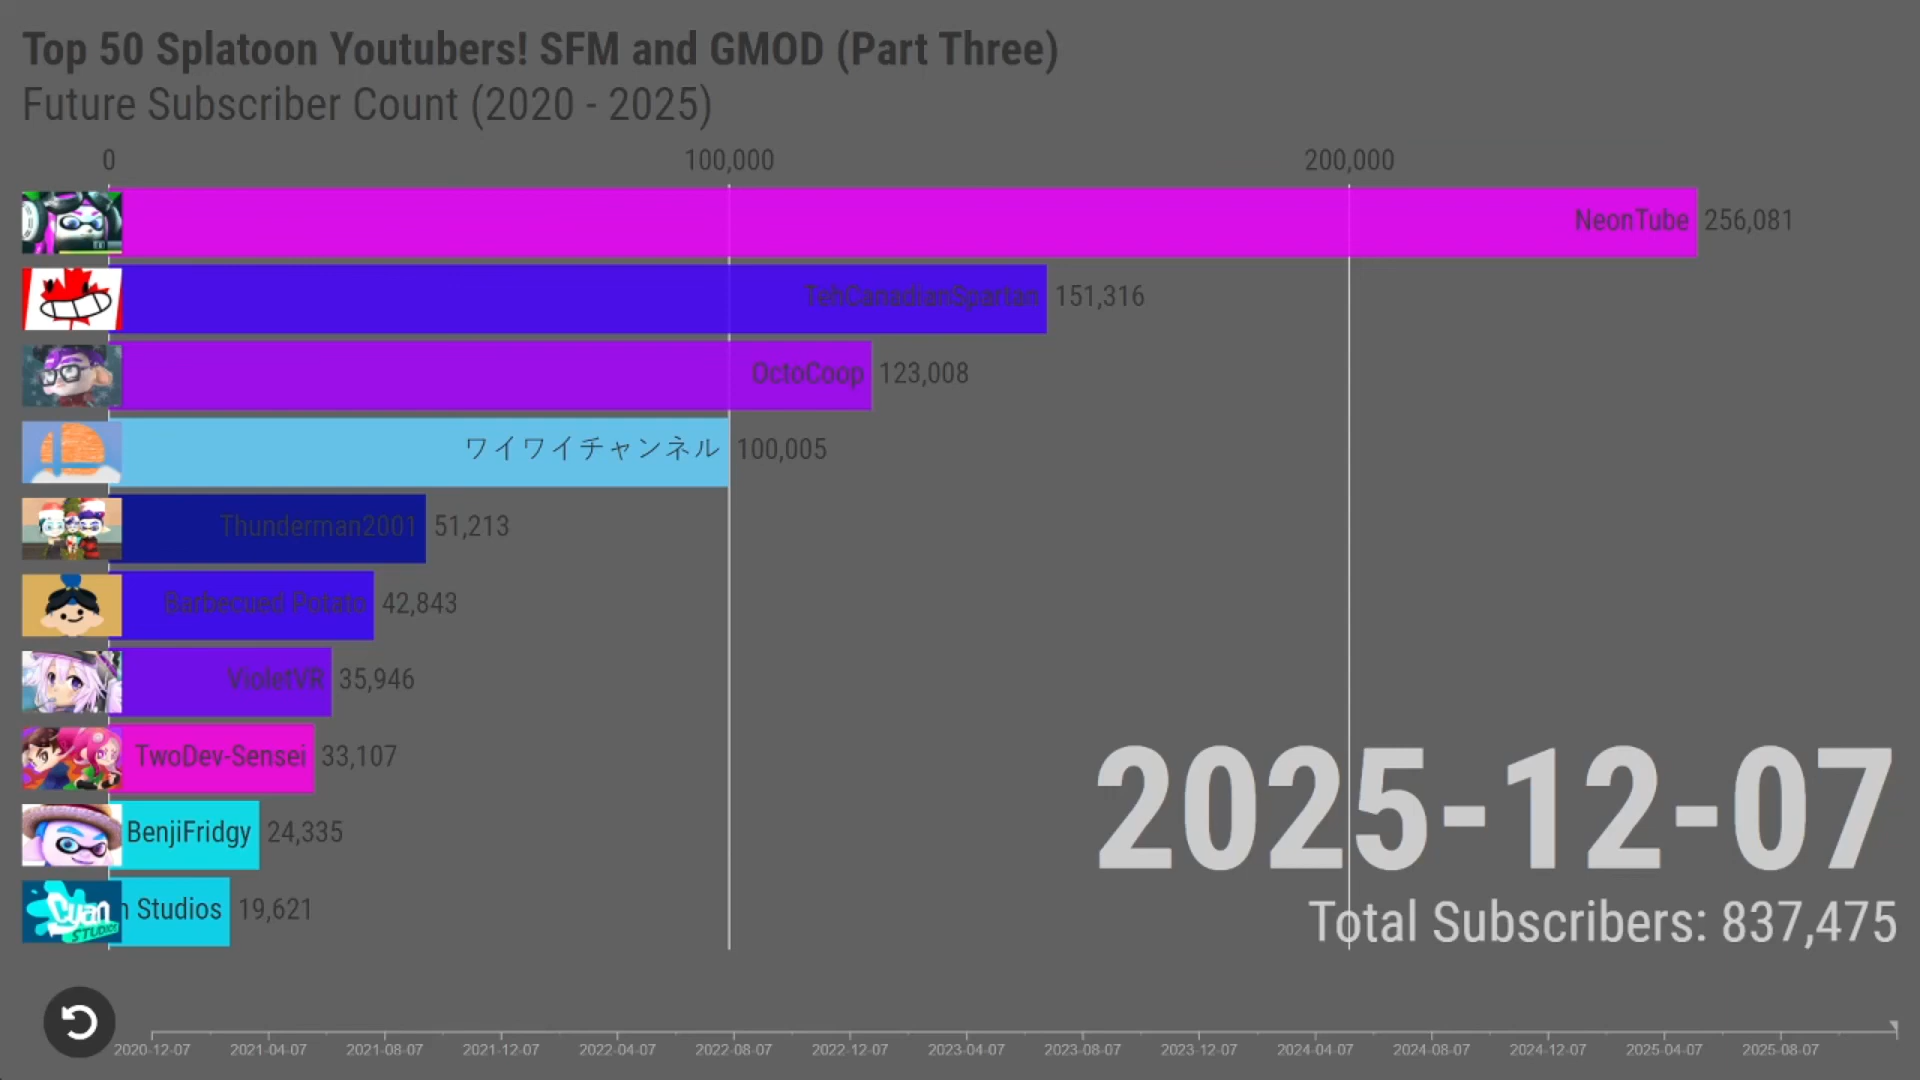 Top 50 Splatoon Youtubers! SFM and GMOD (Part Three)
Future Subscriber Count (2020 - 2025)
0 100,000 200,000
NeonTube 256,081
TehCanadianSpartan 151,316
OctoCoop 123,008
ワイワイチャンネル 100,005
Thunderman2001 51,213
Barbecued Potato 42,843
VioletVR 35,946
TwoDev-Sensei 33,107
BenjiFridgy 24,335
Cyan STUDIOS
n Studios 19,621
2025-12-07
Total Subscribers: 837,475
2020-12-07 2021-04-07 2021-08-07 2021-12-07 2022-04-07 2022-08-07 2022-12-07 2023-04-07 2023-08-07 2023-12-07 2024-04-07 2024-08-07 2024-12-07 2025-04-07 2025-08-07